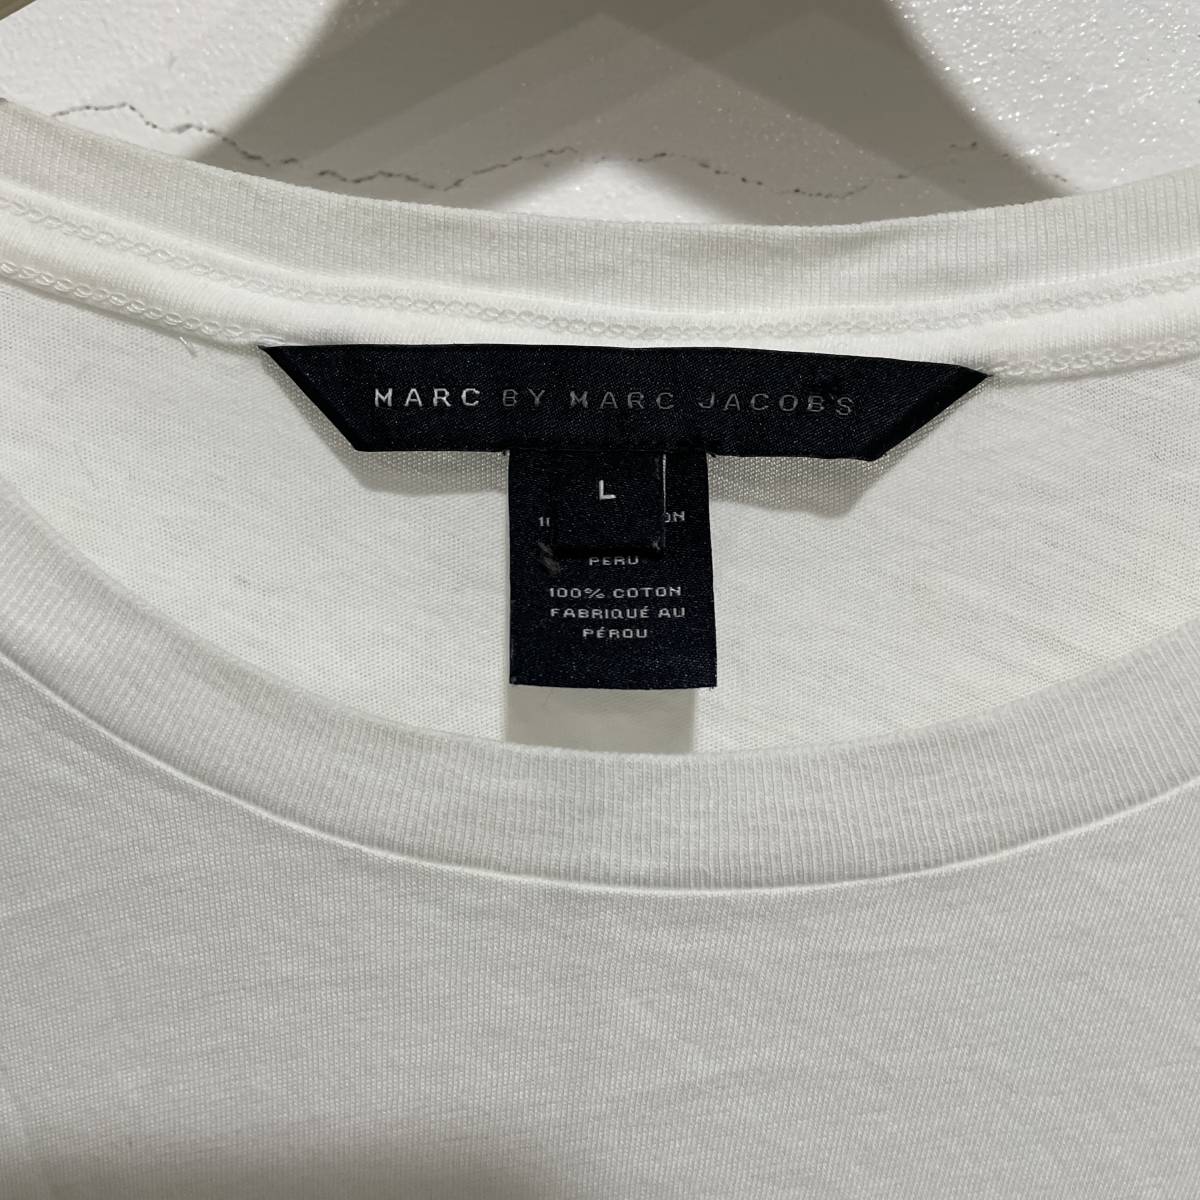 MARC BY MARC JACOBS
L
PERU
100% COTON
FABRIQUÉ AU
PÉROU